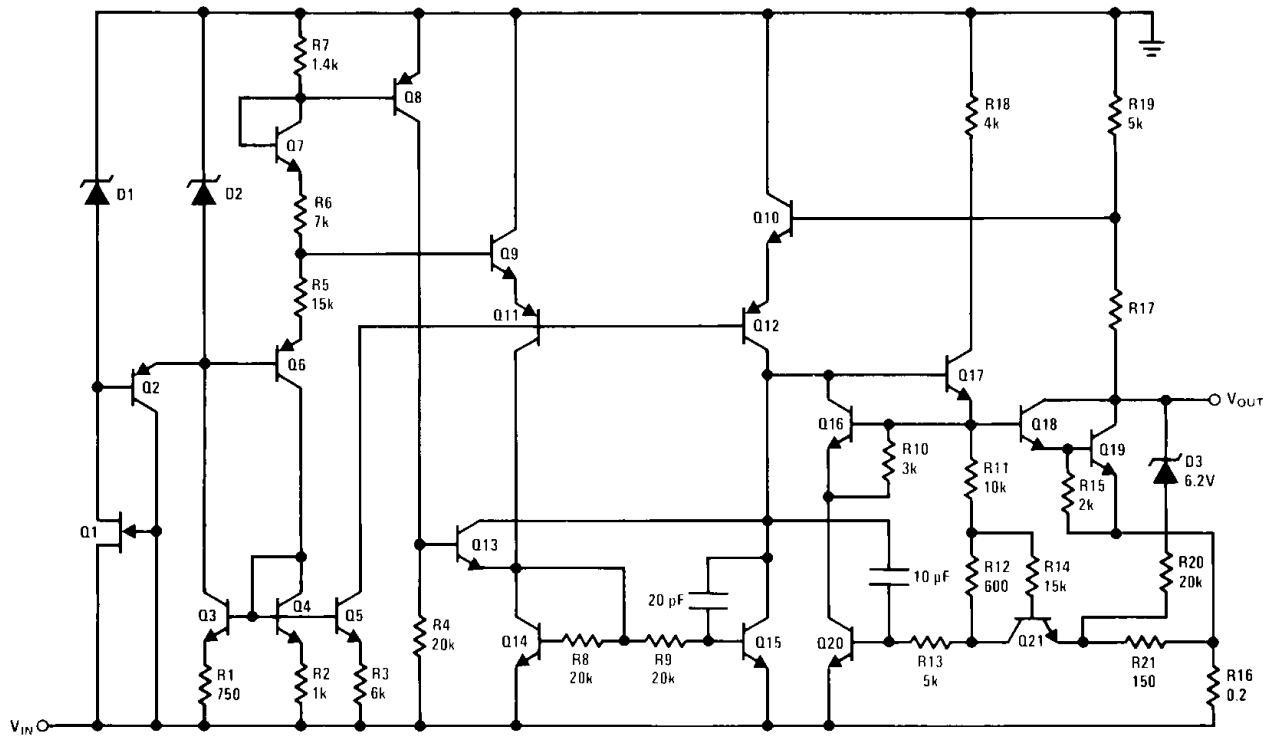 R7
1.4k
Q8
Q7
R18
4k
R19
5k
D1
D2
R6
7k
Q9
Q10
R5
15k
Q11
Q12
R17
Q2
Q6
Q17
VOUT
Q16
R10
3k
Q18
Q19
D3
6.2V
R11
10k
R15
2k
Q1
Q13
10 µF
R12
600
R14
15k
R20
20k
20 pF
Q3
Q4
Q5
R4
20k
Q14
R8
20k
R9
20k
Q15
Q20
R13
5k
Q21
R21
150
R16
0.2
R1
750
R2
1k
R3
6k
VIN